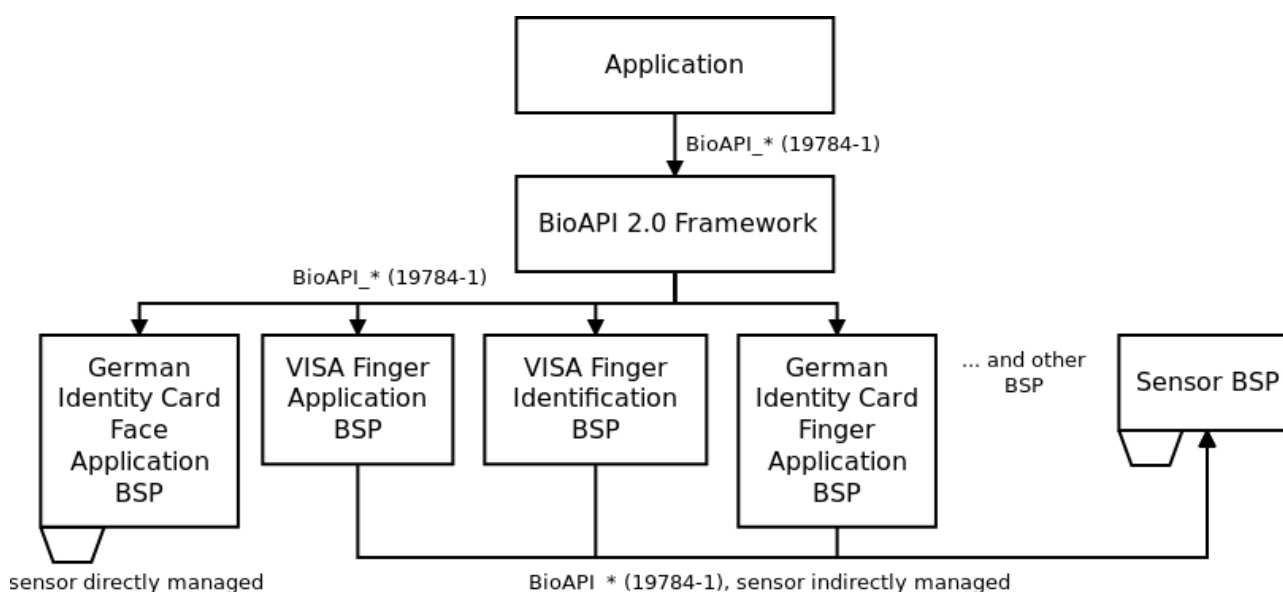 Application
BioAPI_* (19784-1)
BioAPI 2.0 Framework
BioAPI_* (19784-1)
German
Identity Card
Face
Application
BSP
VISA Finger
Application
BSP
VISA Finger
Identification
BSP
German
Identity Card
Finger
Application
BSP
... and other
BSP
Sensor BSP
sensor directly managed
BioAPI_* (19784-1), sensor indirectly managed